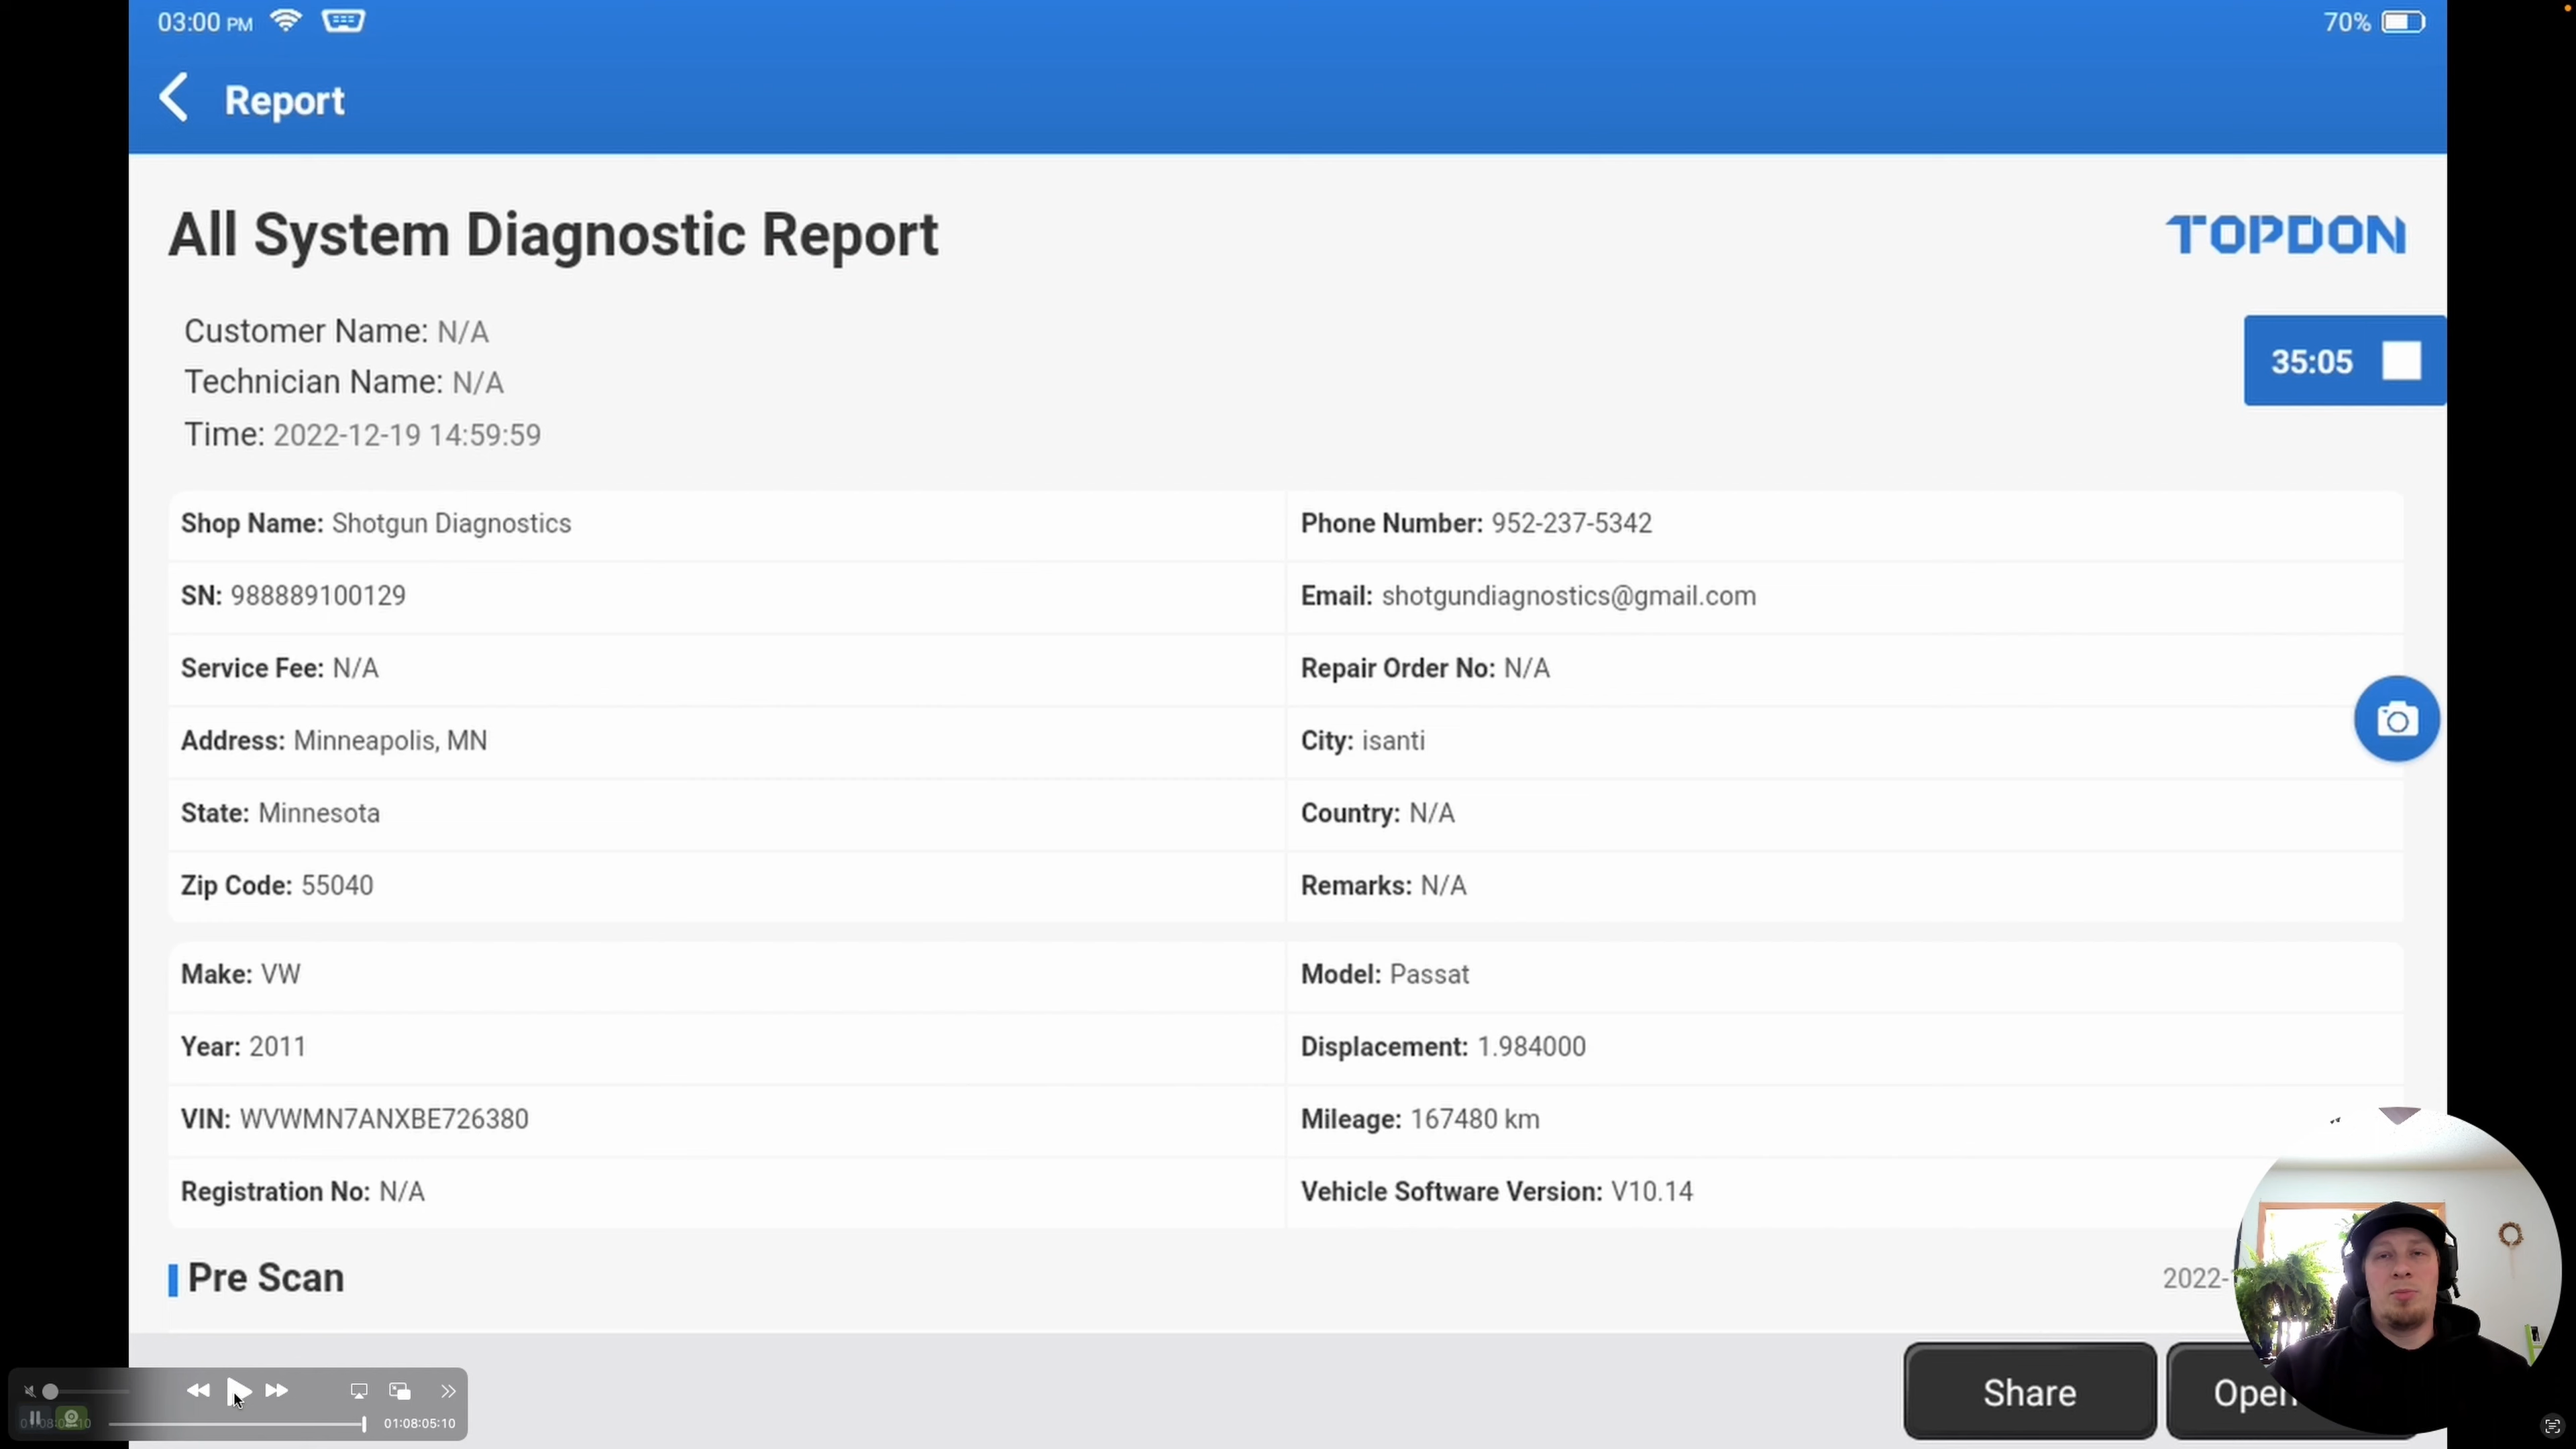 03:00 PM
70%
Report
All System Diagnostic Report
TOPDON
Customer Name: N/A
Technician Name: N/A
35:05
Time: 2022-12-19 14:59:59
Shop Name: Shotgun Diagnostics
Phone Number: 952-237-5342
SN: 988889100129
Email: shotgundiagnostics@gmail.com
Service Fee: N/A
Repair Order No: N/A
Address: Minneapolis, MN
City: isanti
State: Minnesota
Country: N/A
Zip Code: 55040
Remarks: N/A
Make: VW
Model: Passat
Year: 2011
Displacement: 1.984000
VIN: WVWMN7ANXBE726380
Mileage: 167480 km
Registration No: N/A
Vehicle Software Version: V10.14
Pre Scan
2022-
Share
Open
01:08:05:10